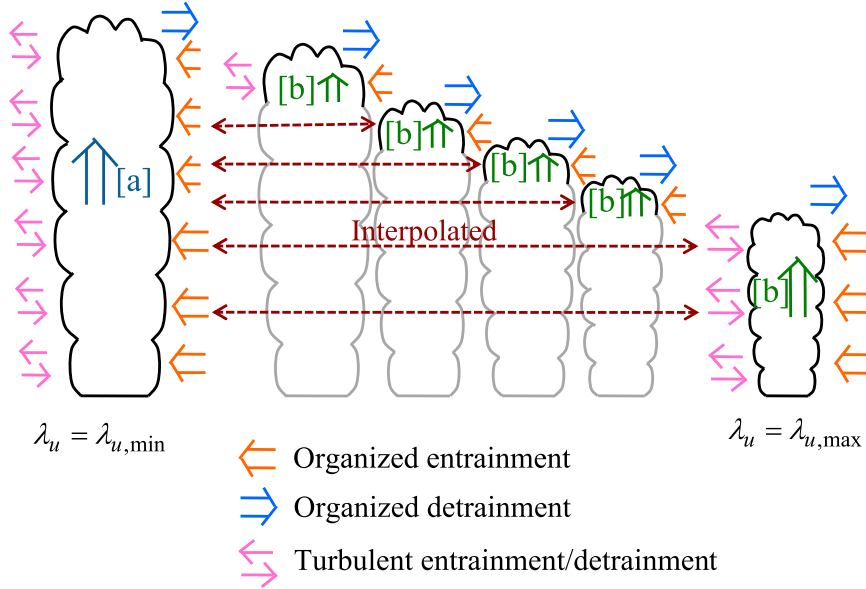 [b]
[b]
[b]
[a]
[b]
Interpolated
[b]
λu = λu,min
λu = λu,max
Organized entrainment
Organized detrainment
Turbulent entrainment/detrainment